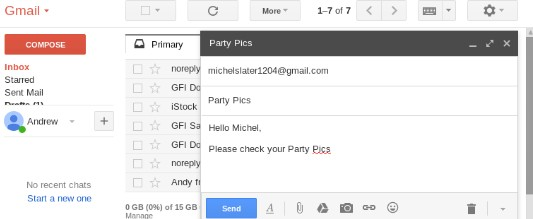 Gmail
More
1–7 of 7
COMPOSE
Primary
Party Pics
Inbox
Starred
Sent Mail
Drafts (1)
Andrew
noreply
GFI Do
iStock
GFI Sa
GFI Do
noreply
Andy fr
michelslater1204@gmail.com
Party Pics
Hello Michel,
Please check your Party Pics
No recent chats
Start a new one
0 GB (0%) of 15 GB
Manage
Send